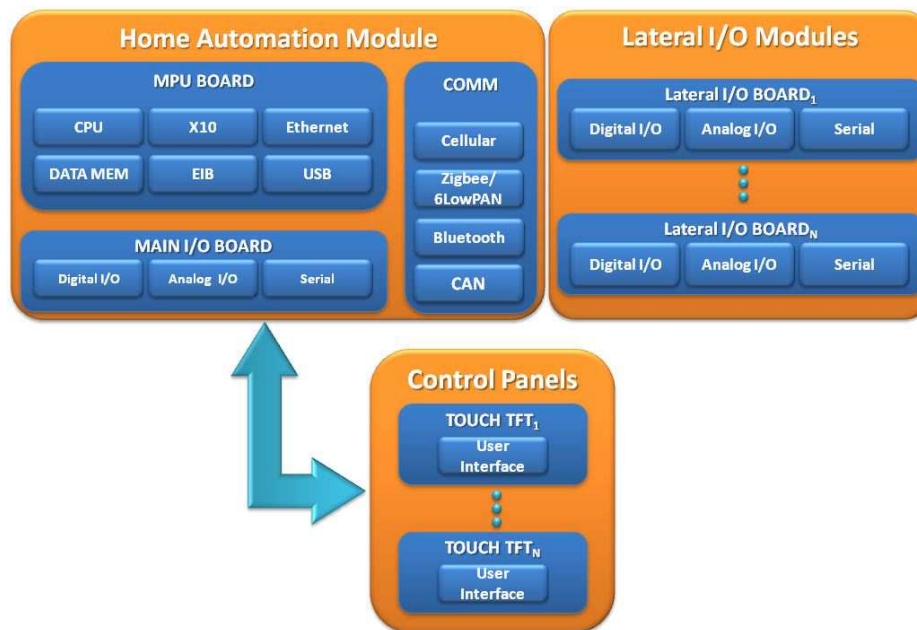 Home Automation Module
MPU BOARD
CPU
X10
Ethernet
DATA MEM
EIB
USB
MAIN I/O BOARD
Digital I/O
Analog I/O
Serial
COMM
Cellular
Zigbee/
6LowPAN
Bluetooth
CAN
Lateral I/O Modules
Lateral I/O BOARD1
Digital I/O
Analog I/O
Serial
Lateral I/O BOARDN
Digital I/O
Analog I/O
Serial
Control Panels
TOUCH TFT1
User
Interface
TOUCH TFTN
User
Interface